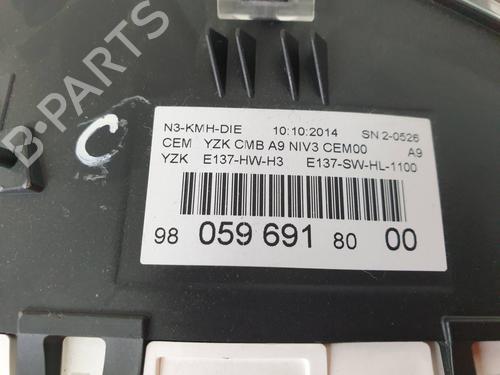 B-PARTS
C
N3-KMH-DIE 10:10:2014 SN 2-0526
CEM YZK CMB A9 NIV3 CEM00 A9
YZK E137-HW-H3 E137-SW-HL-1100
98 059 691 80 00